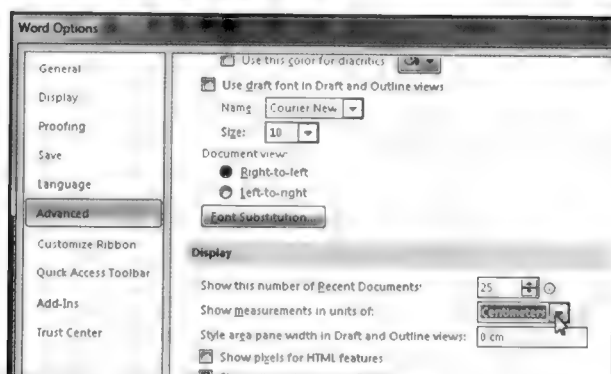 Word Options
General
Display
Proofing
Save
Language
Advanced
Customize Ribbon
Quick Access Toolbar
Add-Ins
Trust Center
Use this color for diacritics
Use draft font in Draft and Outline views
Name Courier New
Size: 10
Document view:
Right-to-left
Left-to-right
Font Substitution...
Display
Show this number of Recent Documents: 25
Show measurements in units of: Centimeters
Style area pane width in Draft and Outline views: 0 cm
Show pixels for HTML features